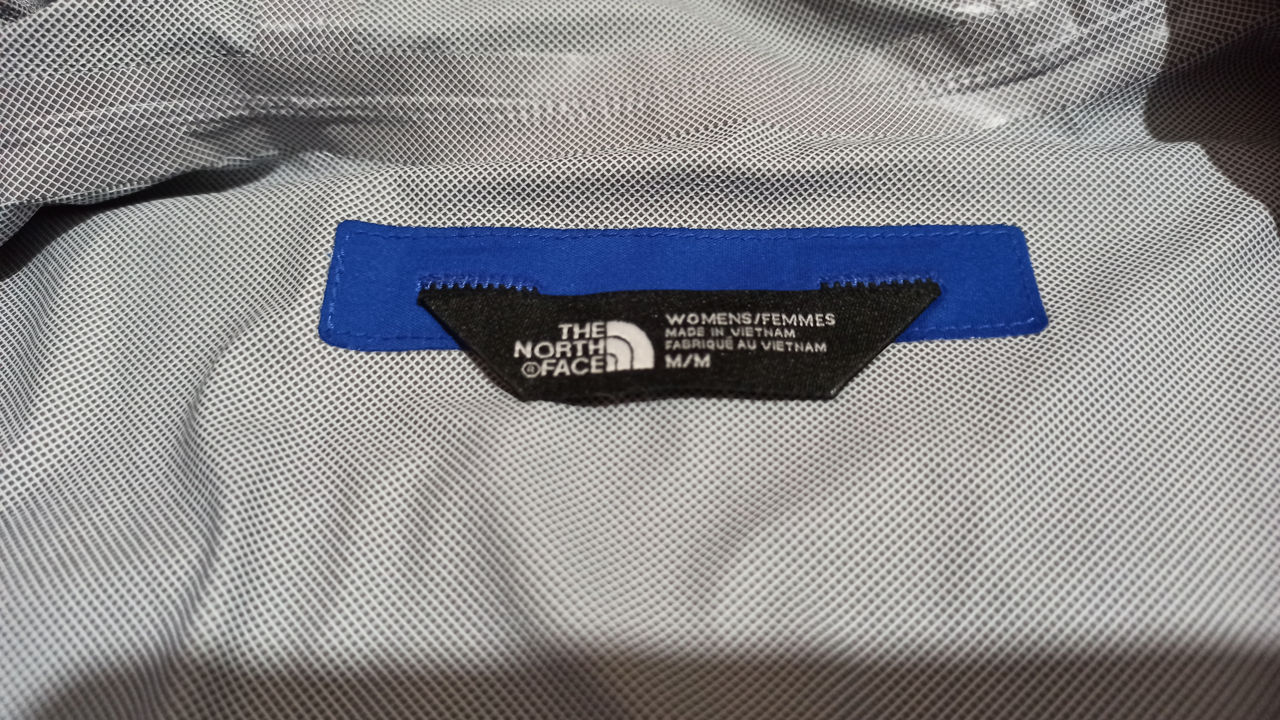 THE
NORTH
®FACE
WOMENS/FEMMES
MADE IN VIETNAM
FABRIQUÉ AU VIETNAM
M/M